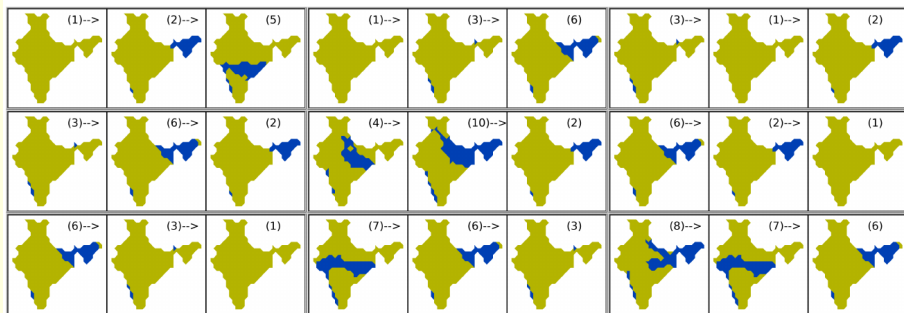 (1)--> (2)--> (5) (1)--> (3)--> (6) (3)--> (1)--> (2)
(3)--> (6)--> (2) (4)--> (10)--> (2) (6)--> (2)--> (1)
(6)--> (3)--> (1) (7)--> (6)--> (3) (8)--> (7)--> (6)